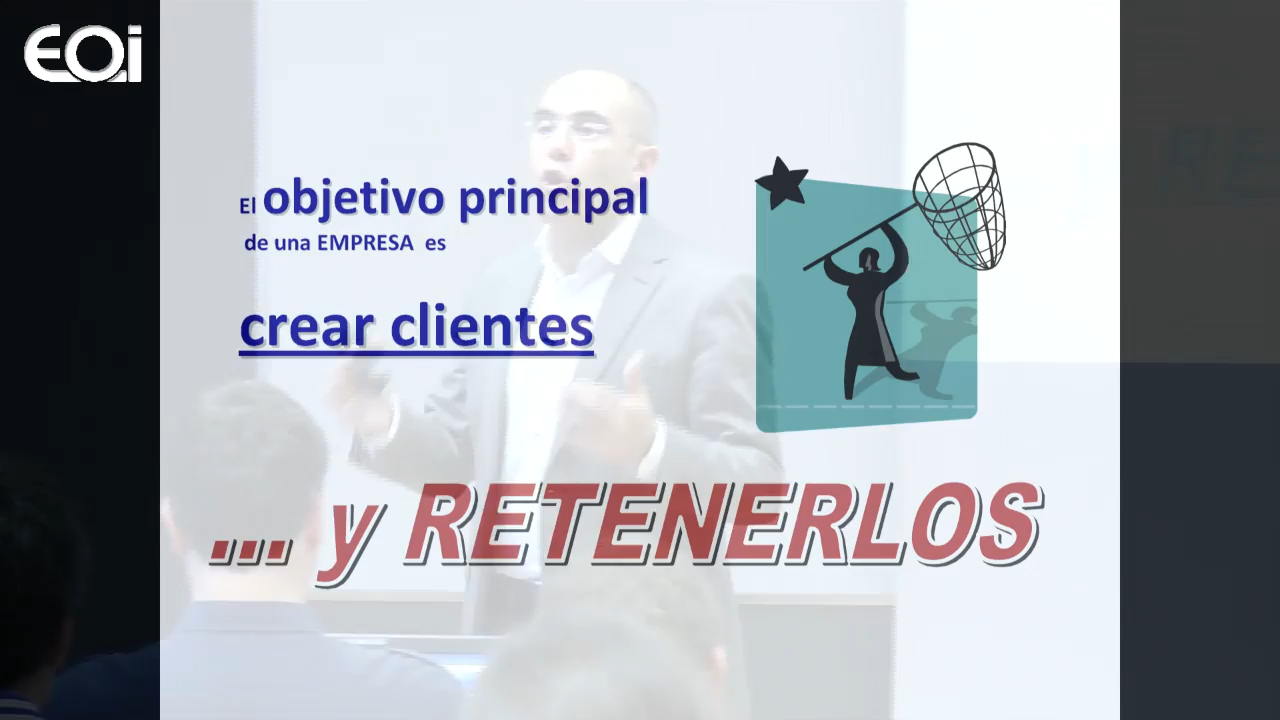 EOi
El objetivo principal
de una EMPRESA es
crear clientes
... y RETENERLOS